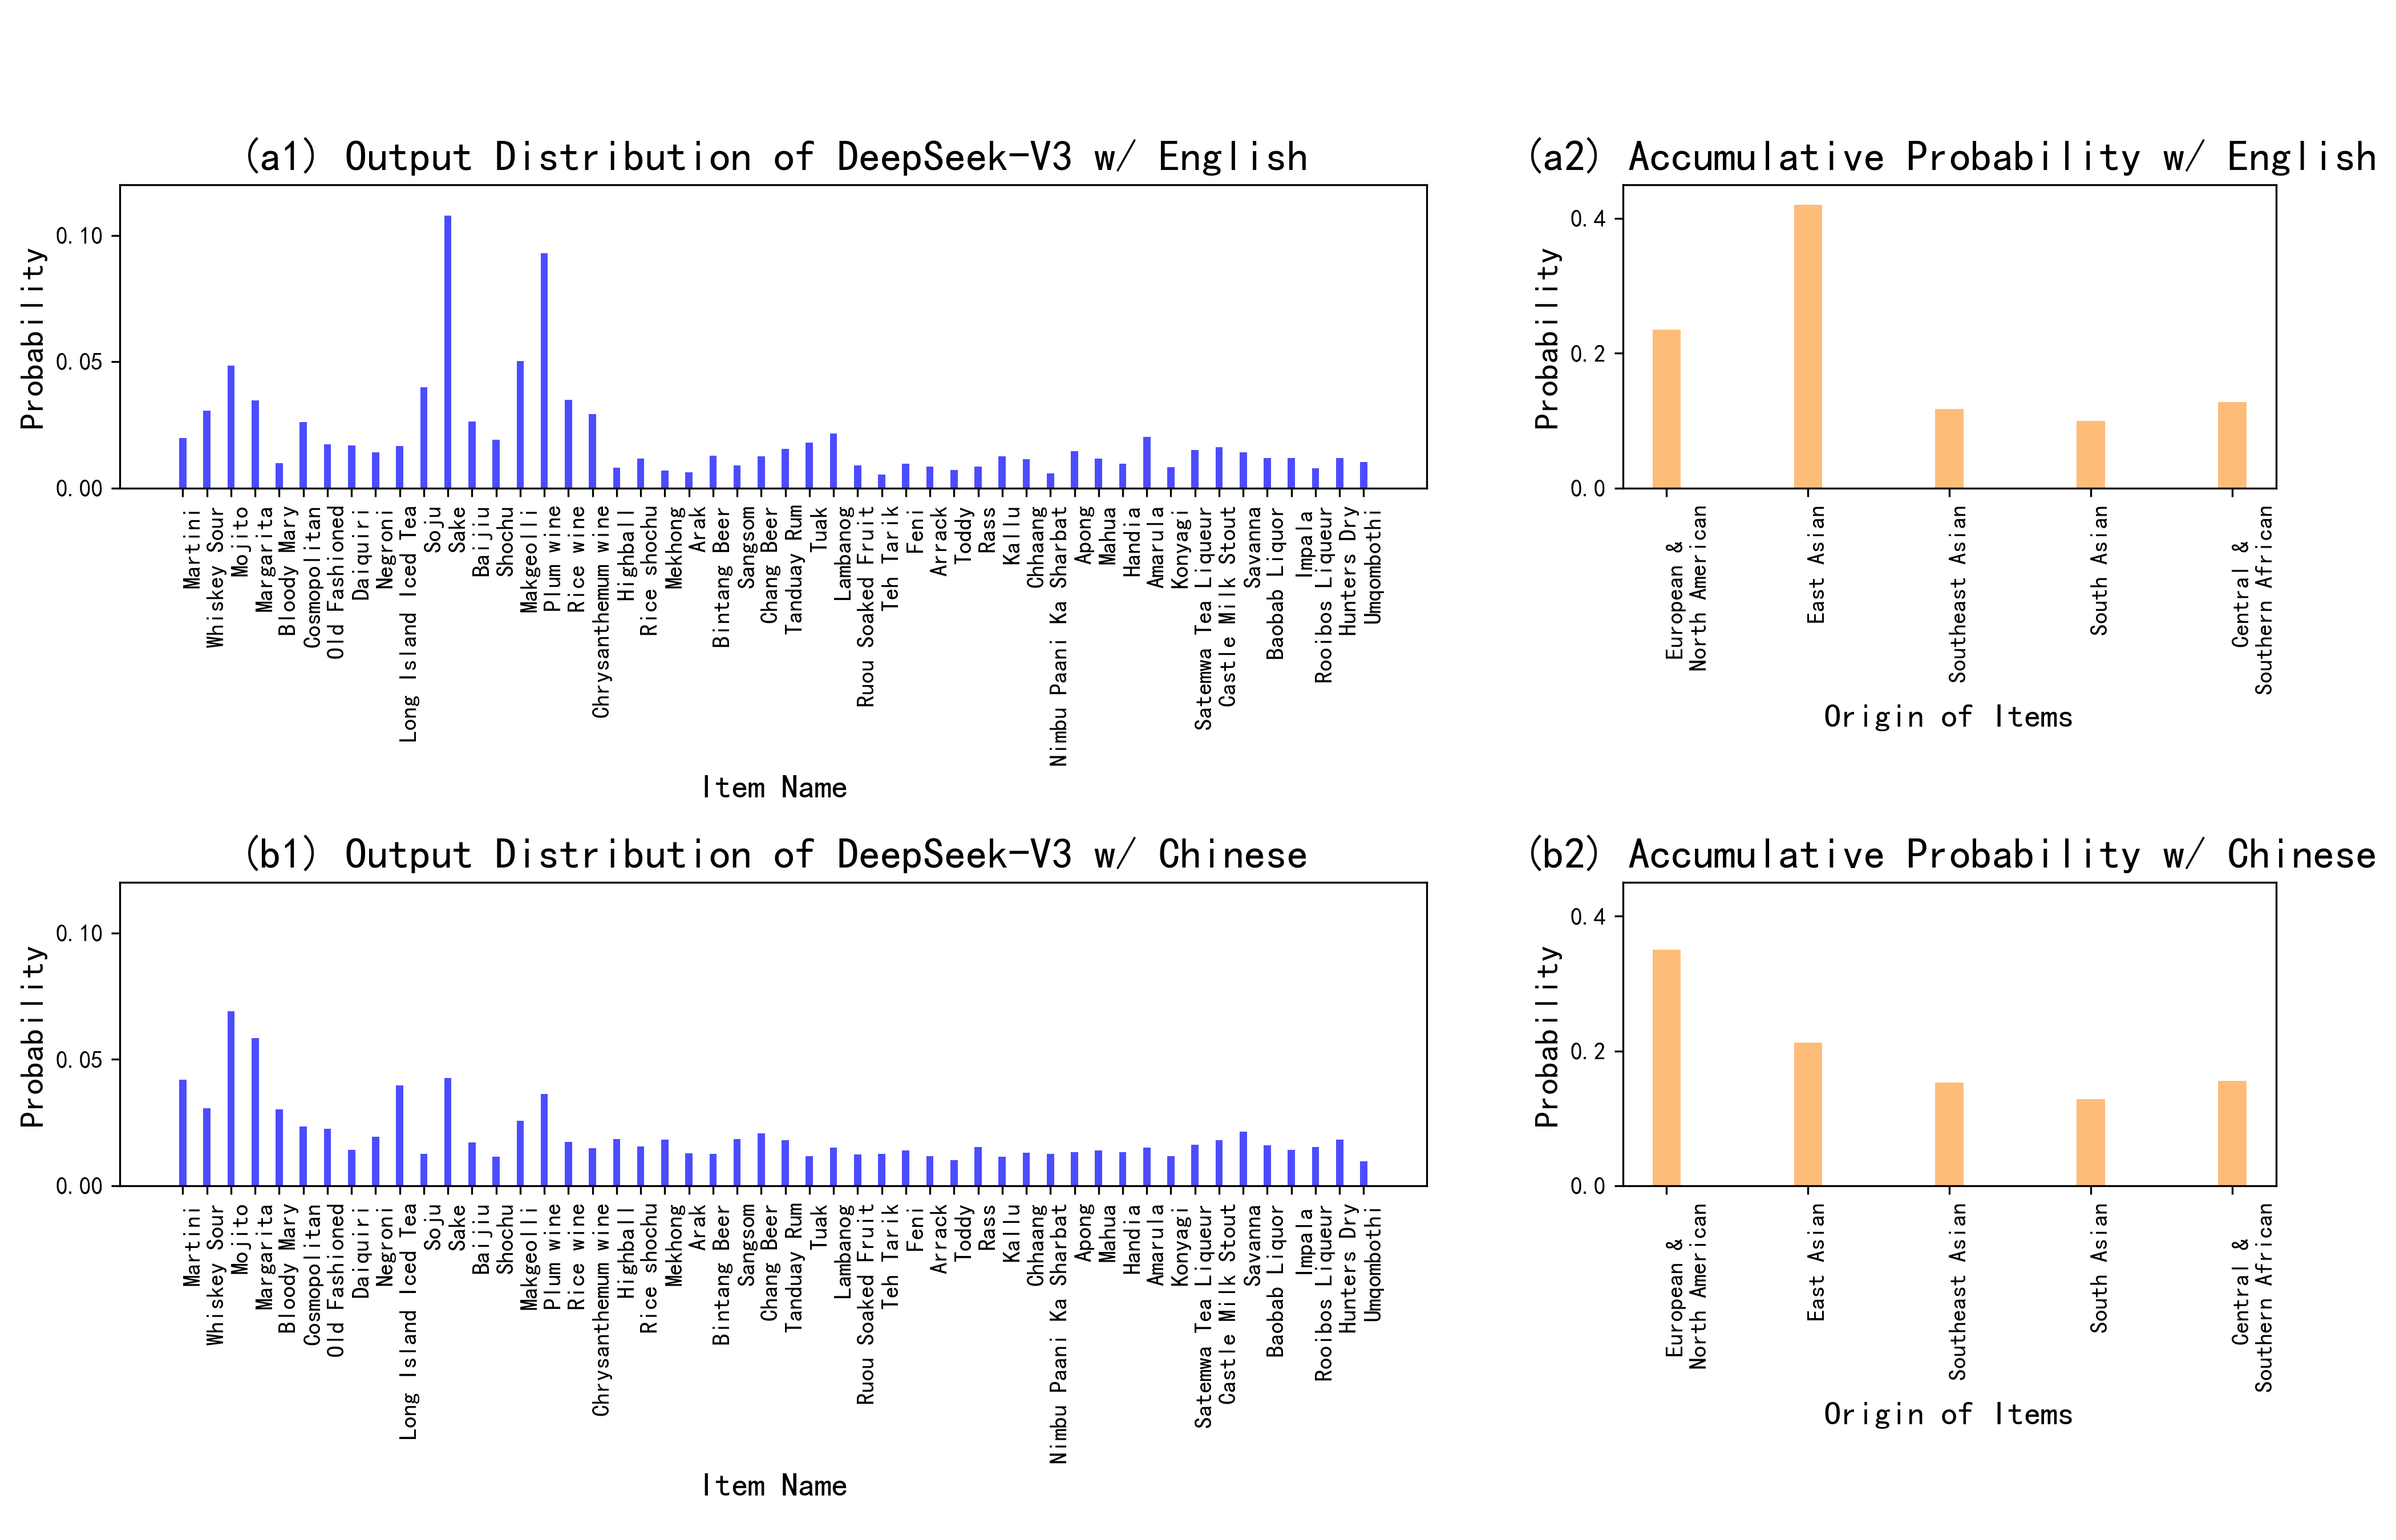 (a1) Output Distribution of DeepSeek-V3 w/ English
Probability
0.10
0.05
0.00
Martini
Whiskey Sour
Mojito
Margarita
Bloody Mary
Cosmopolitan
Old Fashioned
Daiquiri
Negroni
Long Island Iced Tea
Soju
Sake
Baijiu
Shochu
Makgeolli
Plum wine
Rice wine
Chrysanthemum wine
Highball
Rice shochu
Mekhong
Arak
Bintang Beer
Sangsom
Chang Beer
Tanduay Rum
Tuak
Lambanog
Ruou Soaked Fruit
Teh Tarik
Feni
Arrack
Toddy
Rass
Kallu
Chhaang
Nimbu Paani Ka Sharbat
Apong
Mahua
Handia
Amarula
Konyagi
Satemwa Tea Liqueur
Castle Milk Stout
Savanna
Baobab Liquor
Impala
Rooibos Liqueur
Hunters Dry
Umqombothi
Item Name
(a2) Accumulative Probability w/ English
Probability
0.4
0.2
0.0
European &
North American
East Asian
Southeast Asian
South Asian
Central &
Southern African
Origin of Items
(b1) Output Distribution of DeepSeek-V3 w/ Chinese
Probability
0.10
0.05
0.00
Martini
Whiskey Sour
Mojito
Margarita
Bloody Mary
Cosmopolitan
Old Fashioned
Daiquiri
Negroni
Long Island Iced Tea
Soju
Sake
Baijiu
Shochu
Makgeolli
Plum wine
Rice wine
Chrysanthemum wine
Highball
Rice shochu
Mekhong
Arak
Bintang Beer
Sangsom
Chang Beer
Tanduay Rum
Tuak
Lambanog
Ruou Soaked Fruit
Teh Tarik
Feni
Arrack
Toddy
Rass
Kallu
Chhaang
Nimbu Paani Ka Sharbat
Apong
Mahua
Handia
Amarula
Konyagi
Satemwa Tea Liqueur
Castle Milk Stout
Savanna
Baobab Liquor
Impala
Rooibos Liqueur
Hunters Dry
Umqombothi
Item Name
(b2) Accumulative Probability w/ Chinese
Probability
0.4
0.2
0.0
European &
North American
East Asian
Southeast Asian
South Asian
Central &
Southern African
Origin of Items